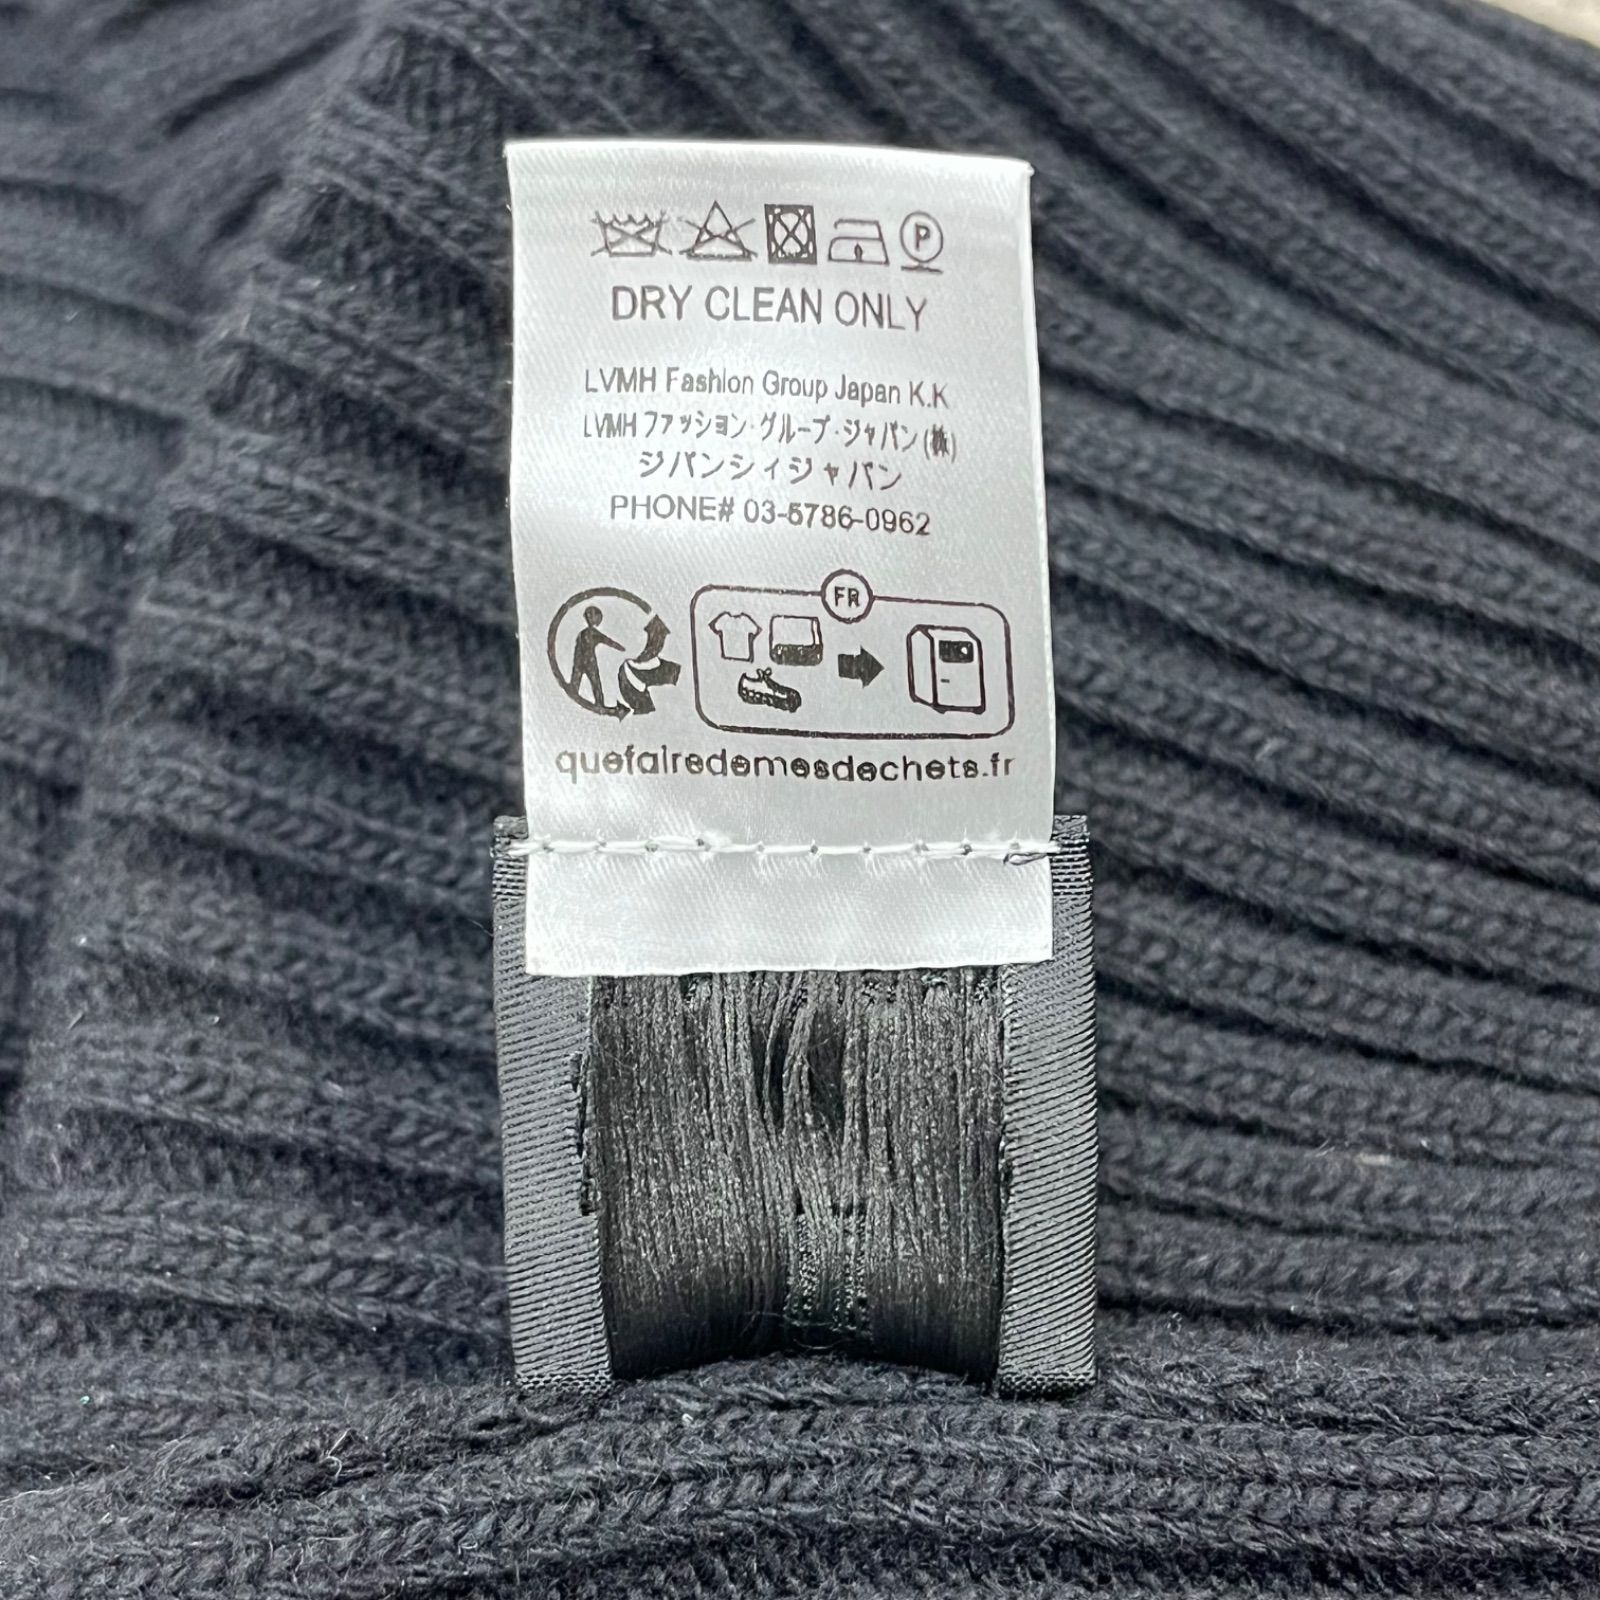 P
DRY CLEAN ONLY
LVMH Fashion Group Japan K.K
LVMH ファッション・グループ・ジャパン(株)
ジバンシィジャパン
PHONE# 03-5786-0962
FR
quefairedemesdechets.fr